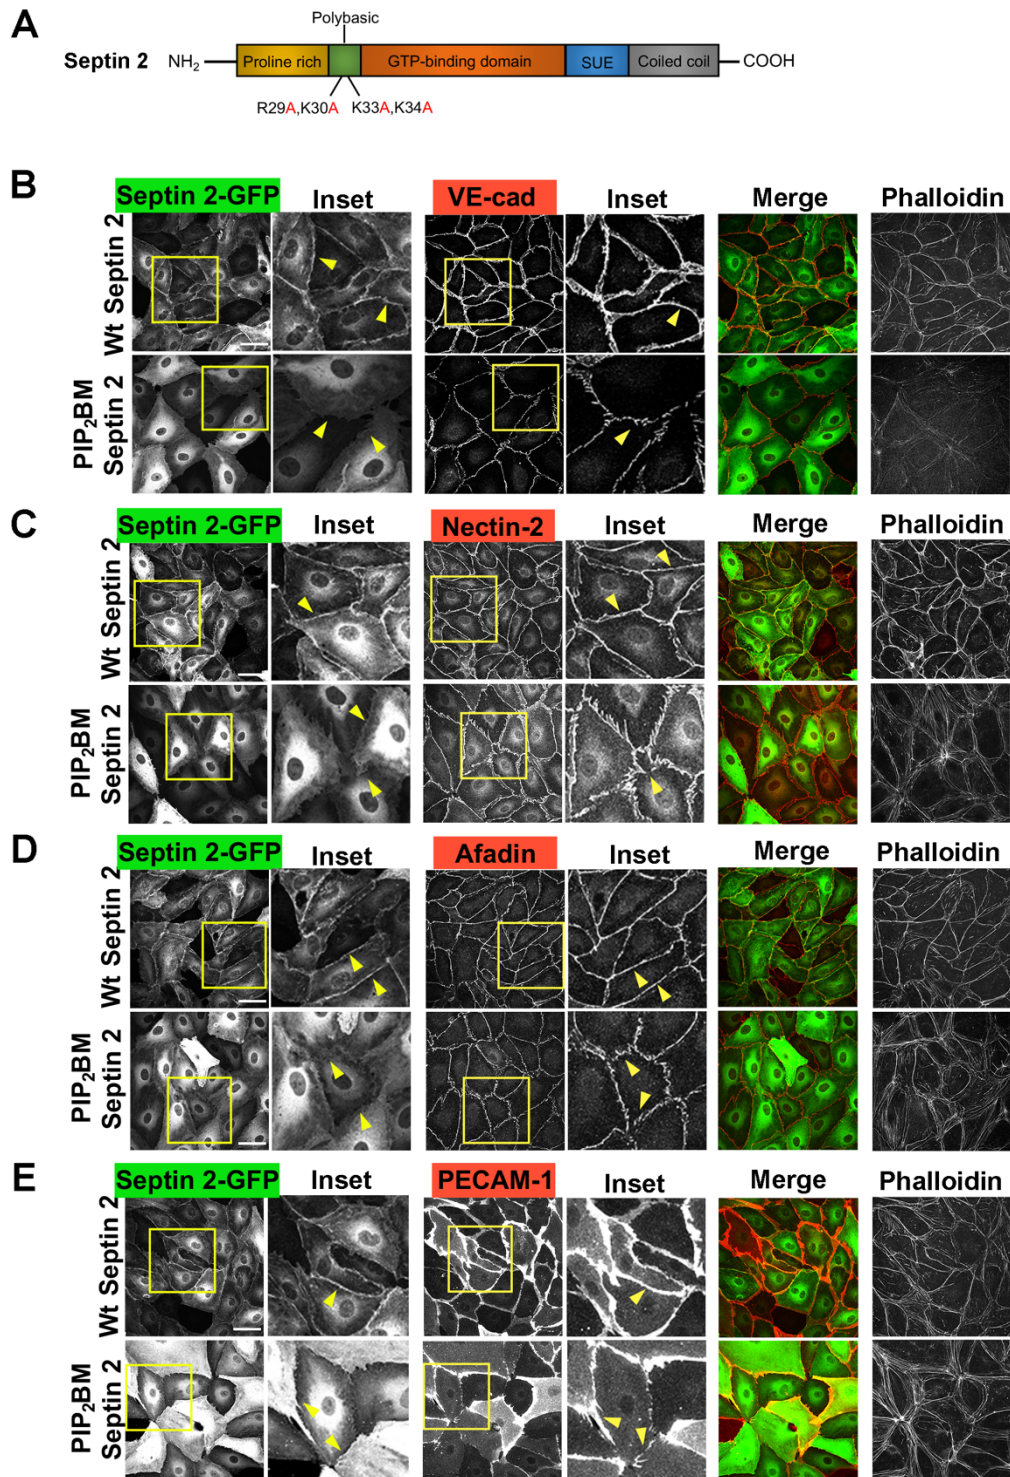 A
Polybasic
Septin 2 NH2 Proline rich GTP-binding domain SUE Coiled coil COOH
R29A,K30A K33A,K34A
B
Septin 2-GFP Inset VE-cad Inset Merge Phalloidin
Wt Septin 2
PIP2BM
Septin 2
C
Septin 2-GFP Inset Nectin-2 Inset Merge Phalloidin
Wt Septin 2
PIP2BM
Septin 2
D
Septin 2-GFP Inset Afadin Inset Merge Phalloidin
Wt Septin 2
PIP2BM
Septin 2
E
Septin 2-GFP Inset PECAM-1 Inset Merge Phalloidin
Wt Septin 2
PIP2BM
Septin 2